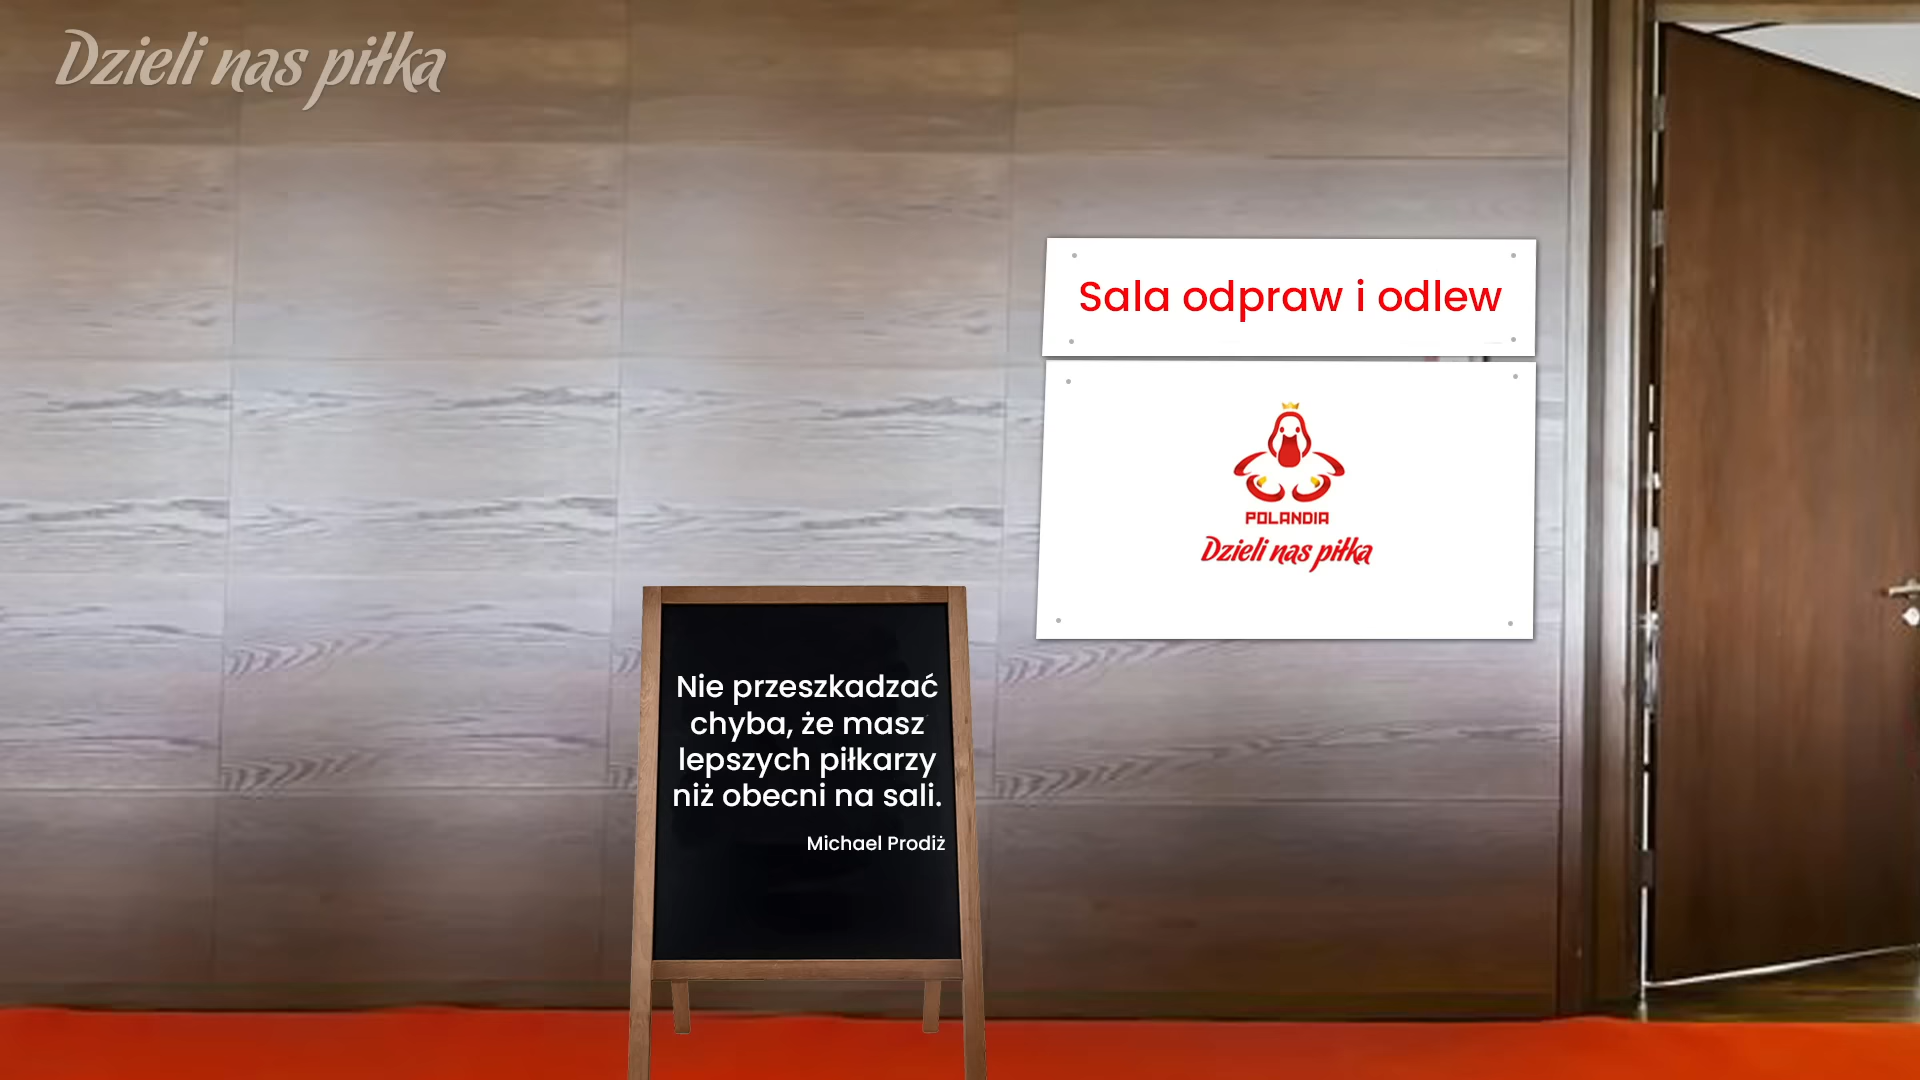 Dzieli nas piłka
Sala odpraw i odlew
POLANDIA
Dzieli nas piłka
Nie przeszkadzać
chyba, że masz
lepszych piłkarzy
niż obecni na sali.
Michael Prodiż